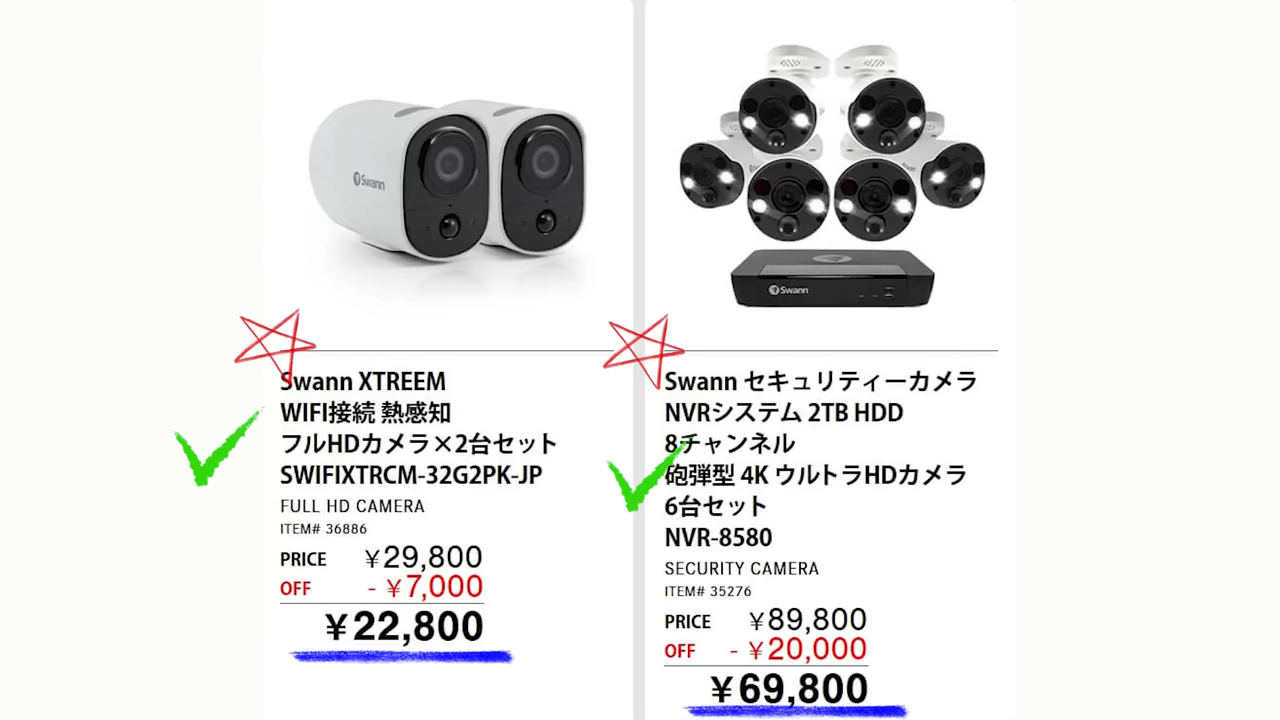 Swann
Swann XTREEM
WIFI接続 熱感知
フルHDカメラ×2台セット
SWIFIXTRCM-32G2PK-JP
FULL HD CAMERA
ITEM# 36886
PRICE ¥29,800
OFF - ¥7,000
¥22,800
Swann
Swann セキュリティーカメラ
NVRシステム 2TB HDD
8チャンネル
砲弾型 4K ウルトラHDカメラ
6台セット
NVR-8580
SECURITY CAMERA
ITEM# 35276
PRICE ¥89,800
OFF - ¥20,000
¥69,800